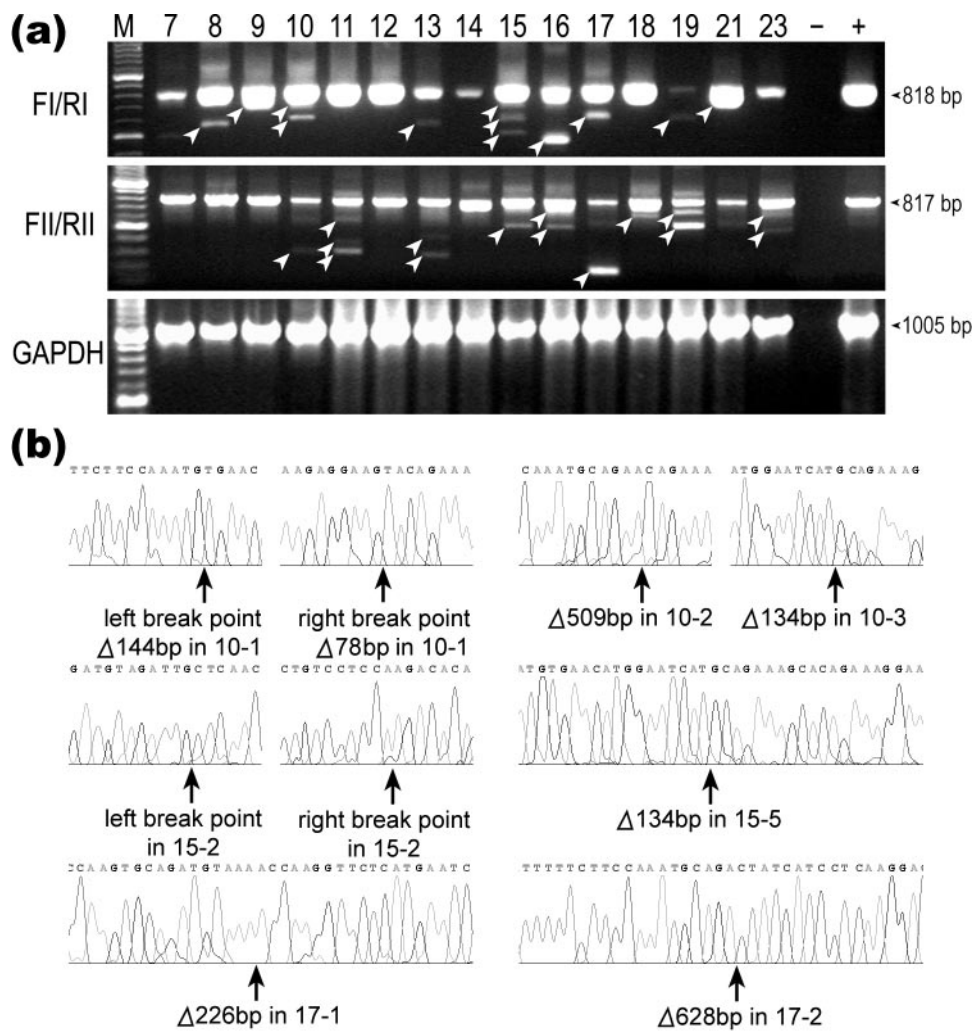 (a)
M 7 8 9 10 11 12 13 14 15 16 17 18 19 21 23 – +
FI/RI
818 bp
FII/RII
817 bp
GAPDH
1005 bp
(b)
TTCTTCCAAATGTGAAC
AAGAGGAAGTACAGAAA
CAAATGCAGAACAGAAA
ATGGAATCATGCAGAAAG
left break point
Δ144bp in 10-1
right break point
Δ78bp in 10-1
Δ509bp in 10-2
Δ134bp in 10-3
GATGTAGATTGCTCAAC
CTGTCCTCCAAGACACA
ATGTGAACATGGAATCATGCAGAAAGCACAGAAAGGAA
left break point
in 15-2
right break point
in 15-2
Δ134bp in 15-5
CCAAGTGCAGATGTAAAACCAAGGTTCTCATGAATC
TTTTTCTTCCAAATGCAGACTATCATCCTCAAGGAC
Δ226bp in 17-1
Δ628bp in 17-2